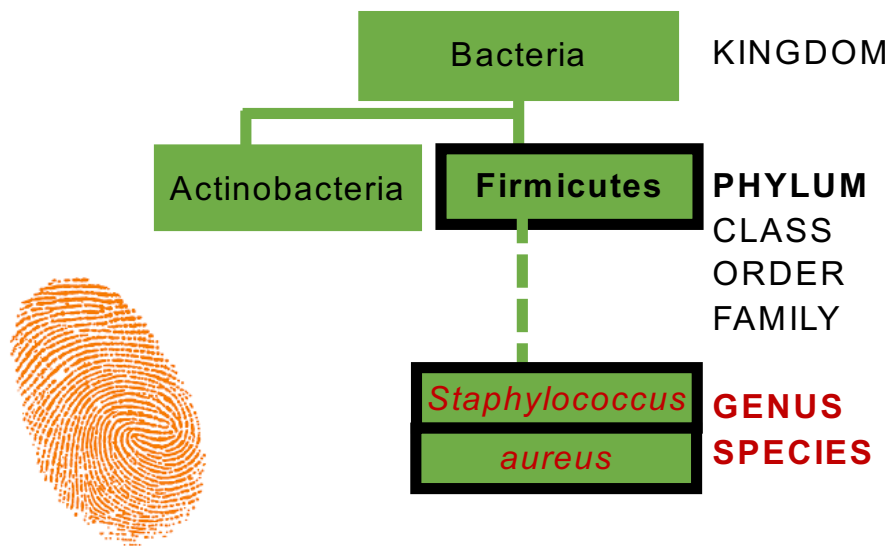 Bacteria KINGDOM
Actinobacteria Firmicutes PHYLUM
CLASS
ORDER
FAMILY
Staphylococcus GENUS
aureus SPECIES